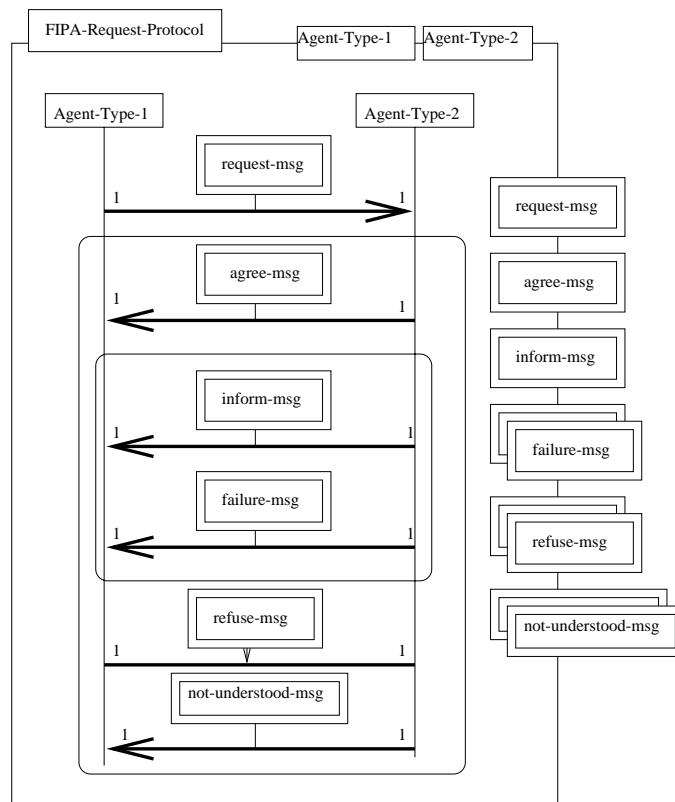 FIPA-Request-Protocol
Agent-Type-1
Agent-Type-2
Agent-Type-1
Agent-Type-2
request-msg
1
1
request-msg
agree-msg
1
1
agree-msg
inform-msg
inform-msg
1
1
failure-msg
failure-msg
1
1
refuse-msg
refuse-msg
1
1
not-understood-msg
not-understood-msg
1
1